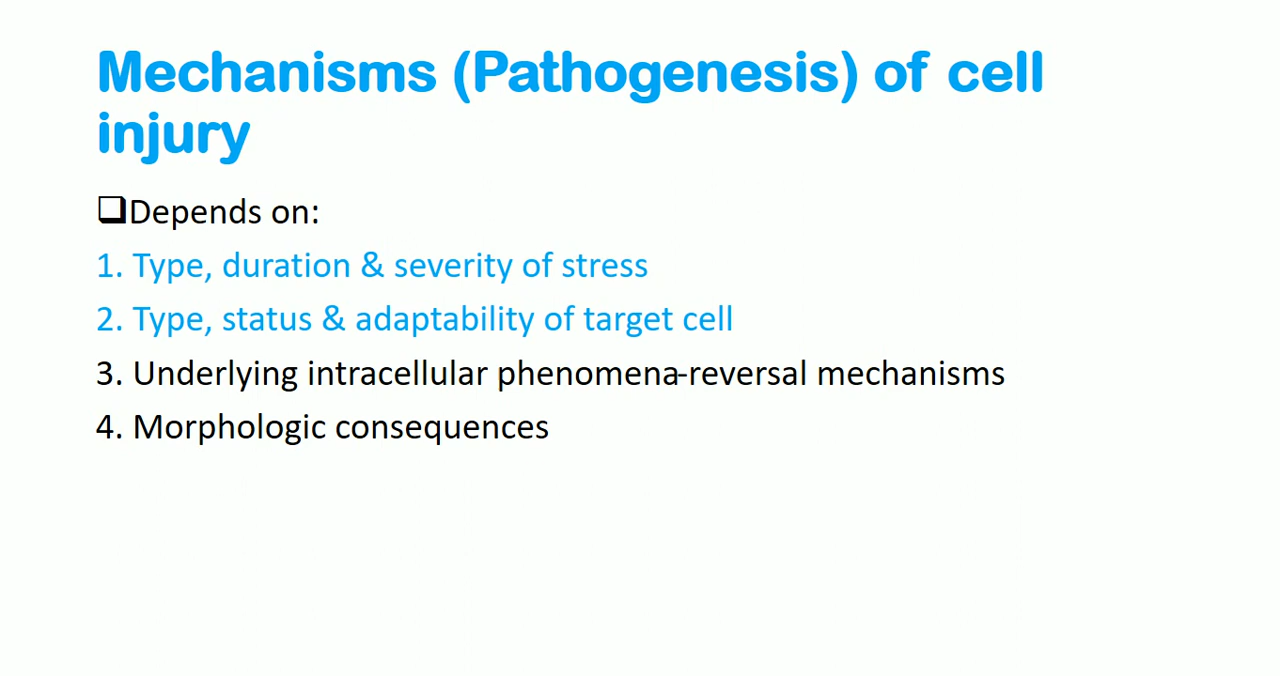 Mechanisms (Pathogenesis) of cell
injury
❑Depends on:
1. Type, duration & severity of stress
2. Type, status & adaptability of target cell
3. Underlying intracellular phenomena-reversal mechanisms
4. Morphologic consequences